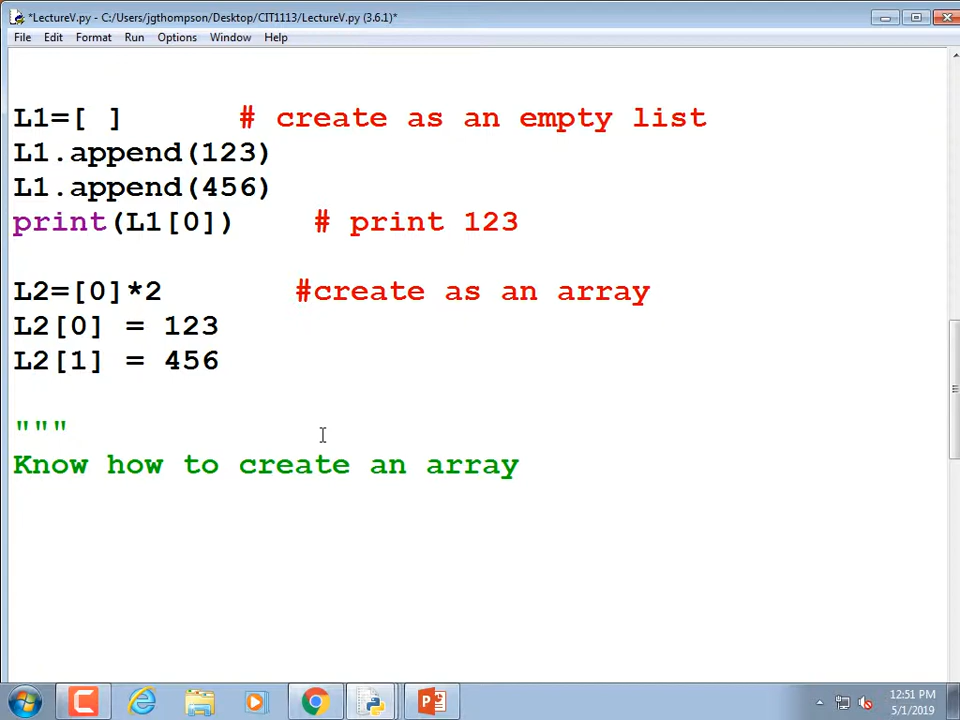 *LectureV.py - C:/Users/jgthompson/Desktop/CIT1113/LectureV.py (3.6.1)*
File Edit Format Run Options Window Help
L1=[ ] # create as an empty list
L1.append(123)
L1.append(456)
print(L1[0]) # print 123
L2=[0]*2 #create as an array
L2[0] = 123
L2[1] = 456
"""
Know how to create an array
12:51 PM
5/1/2019